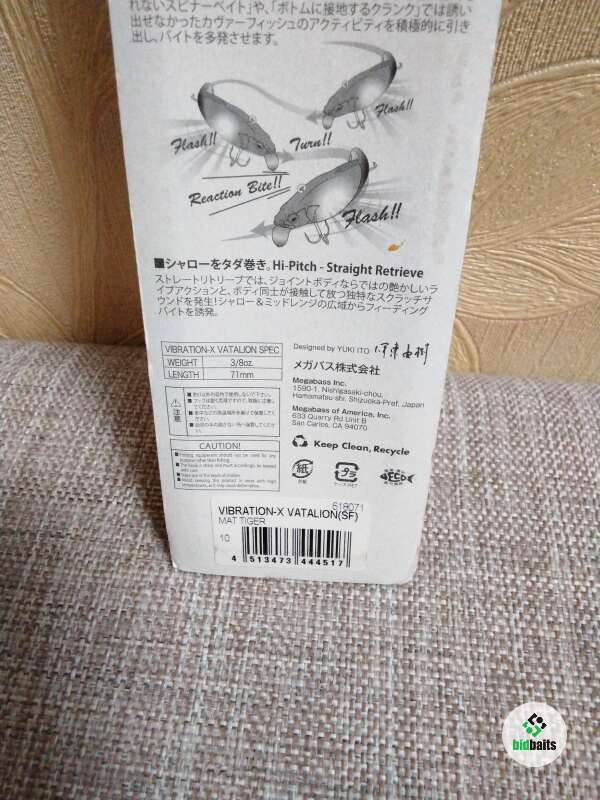 れないスピナーベイト」や、「ボトムに接地するクランク」では誘い
出せなかったカヴァーフィッシュのアクティビティを積極的に引き
出し、バイトを多発させます。
Flash!!
Turn!!
Flash!!
Reaction Bite!!
Flash!!
■シャローをタダ巻き。Hi-Pitch - Straight Retrieve
ストレートリトリーブでは、ジョイントボディならではの艶かしいラ
イブアクションと、ボディ同士が接触して放つ独特なスクラッチサ
ウンドを発生!シャロー&ミッドレンジの広域からフィーディング
バイトを誘発。
VIBRATION-X VATALION SPEC
WEIGHT 3/8oz.
LENGTH 71mm
Designed by YUKI ITO
メガバス株式会社
Megabass Inc.
1590-1, Nishigasaki-chou,
Hamamatsu-shi, Shizuoka-Pref. Japan
Megabass of America, Inc.
633 Quarry Rd Unit B
San Carlos, CA 94070
注意
CAUTION!
Keep Clean, Recycle
紙
プラ
ECO
618071
VIBRATION-X VATALION(SF)
MAT TIGER
10
4 513473 444517
bidbaits